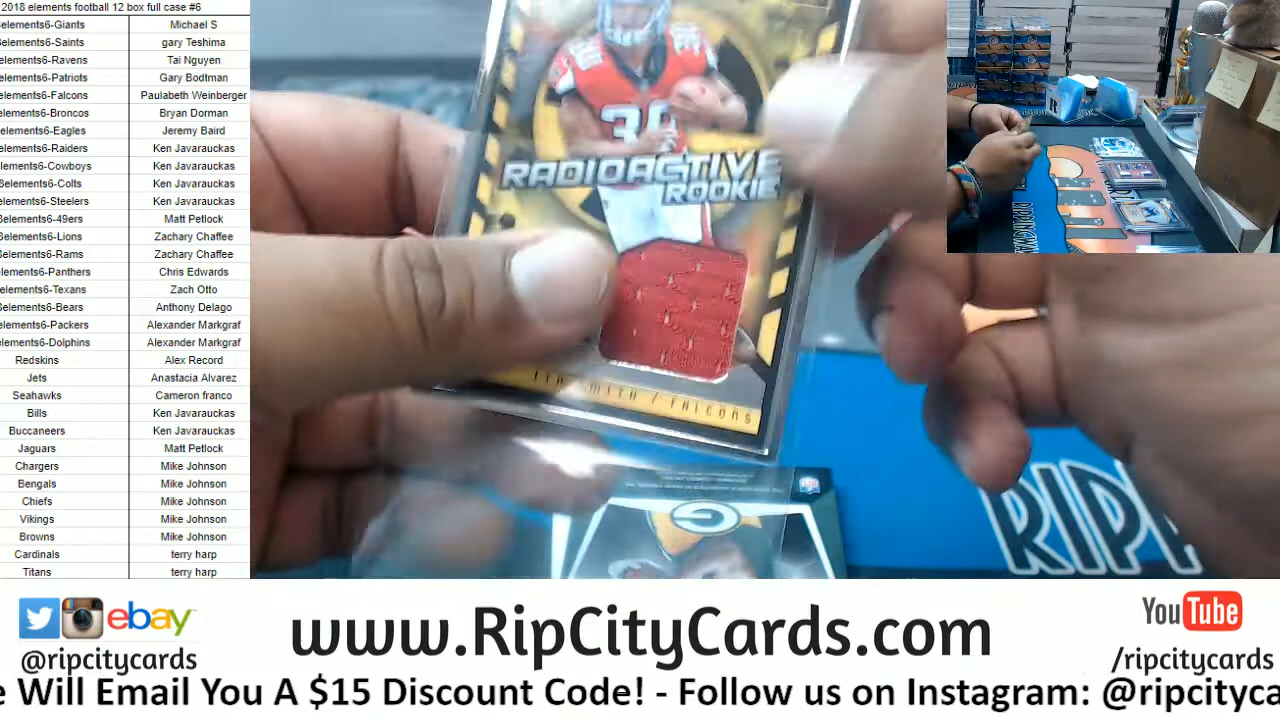 2018 elements football 12 box full case #6
elements6-Giants Michael S
elements6-Saints gary Teshima
elements6-Ravens Tai Nguyen
elements6-Patriots Gary Bodtman
elements6-Falcons Paulabeth Weinberger
elements6-Broncos Bryan Dorman
elements6-Eagles Jeremy Baird
elements6-Raiders Ken Javarauckas
elements6-Cowboys Ken Javarauckas
elements6-Colts Ken Javarauckas
elements6-Steelers Ken Javarauckas
elements6-49ers Matt Petlock
elements6-Lions Zachary Chaffee
elements6-Rams Zachary Chaffee
elements6-Panthers Chris Edwards
elements6-Texans Zach Otto
elements6-Bears Anthony Delago
elements6-Packers Alexander Markgraf
elements6-Dolphins Alexander Markgraf
Redskins Alex Record
Jets Anastacia Alvarez
Seahawks Cameron franco
Bills Ken Javarauckas
Buccaneers Ken Javarauckas
Jaguars Matt Petlock
Chargers Mike Johnson
Bengals Mike Johnson
Chiefs Mike Johnson
Vikings Mike Johnson
Browns Mike Johnson
Cardinals terry harp
Titans terry harp
RADIOACTIVE
ROOKIE
SMITH / FALCONS
G
RIP
ebay
@ripcitycards
www.RipCityCards.com
YouTube
/ripcitycards
e Will Email You A $15 Discount Code! - Follow us on Instagram: @ripcityca